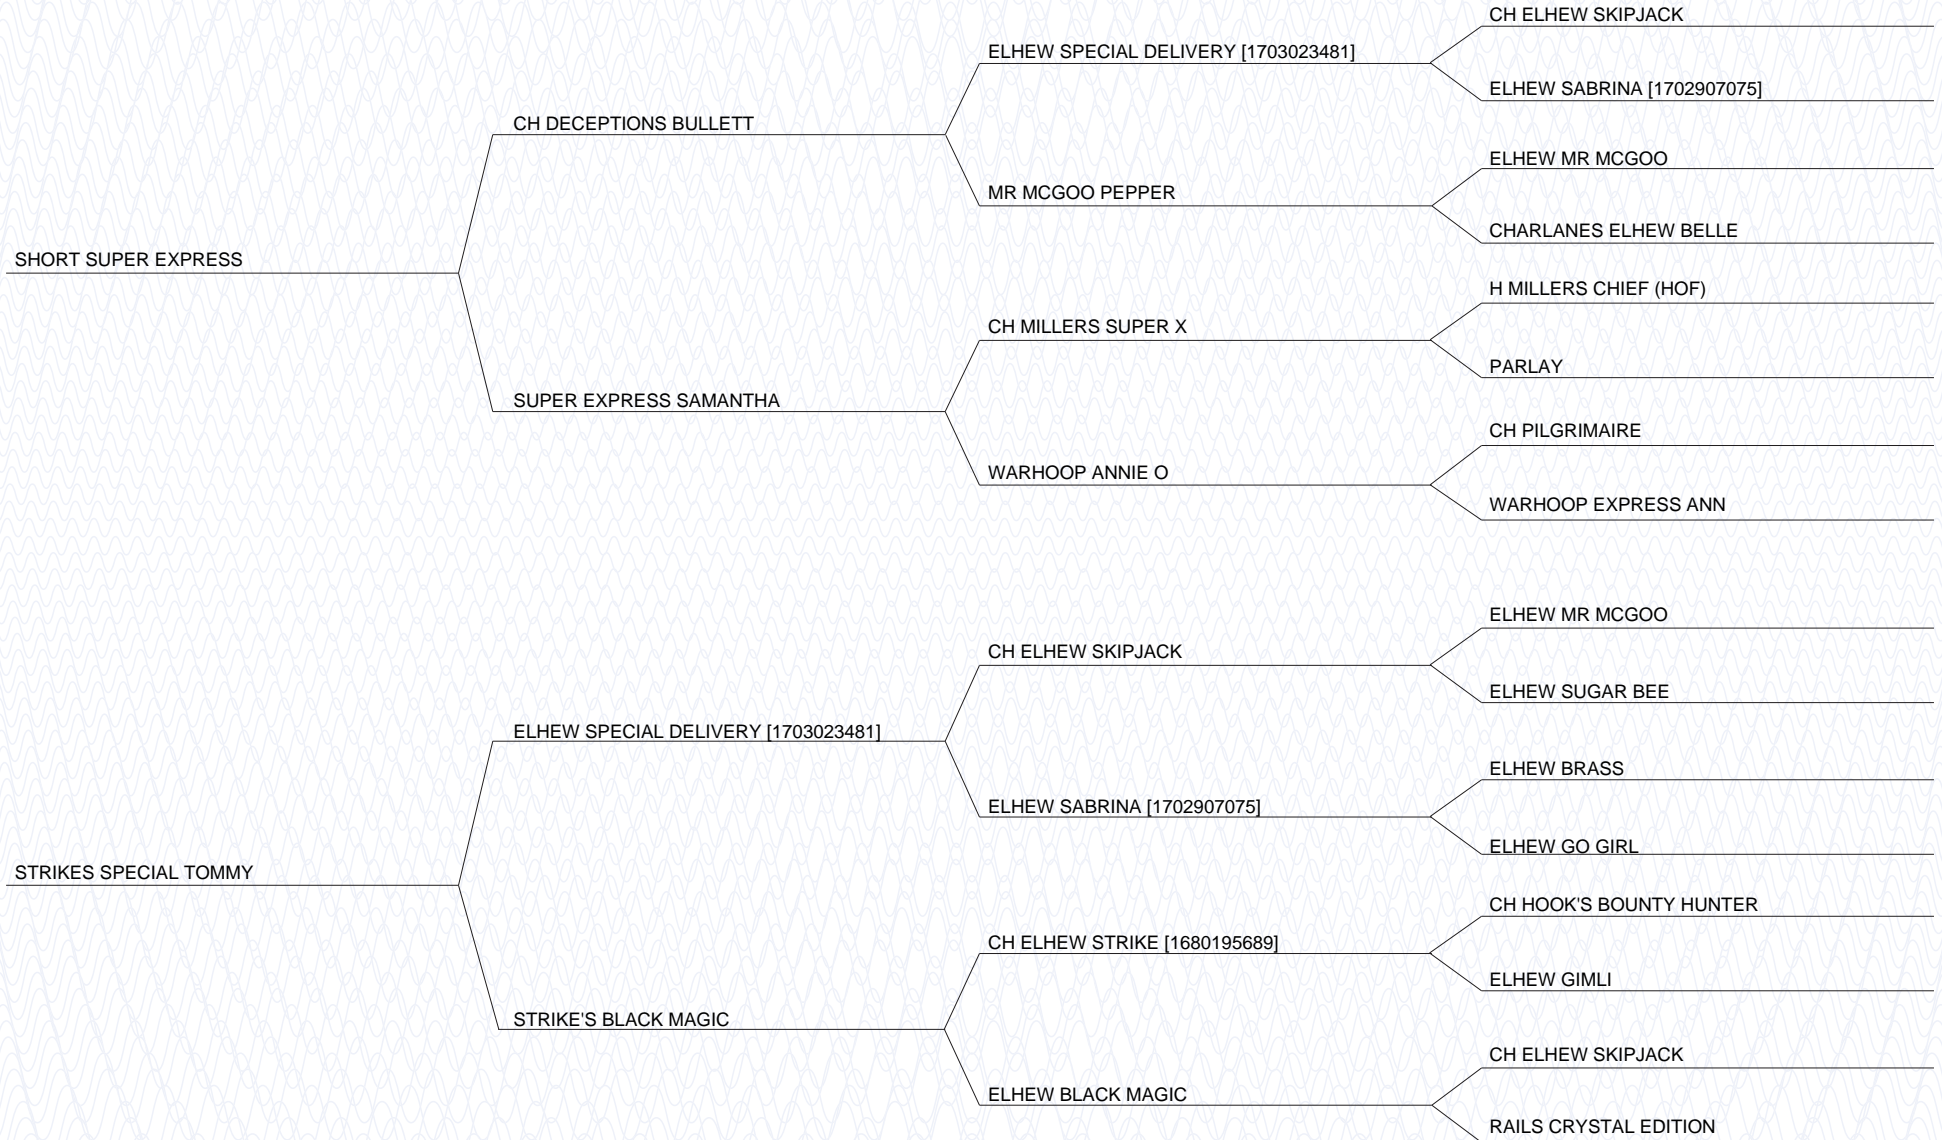 CH ELHEW SKIPJACK
ELHEW SPECIAL DELIVERY [1703023481]
ELHEW SABRINA [1702907075]
CH DECEPTIONS BULLETT
ELHEW MR MCGOO
MR MCGOO PEPPER
CHARLANES ELHEW BELLE
SHORT SUPER EXPRESS
H MILLERS CHIEF (HOF)
CH MILLERS SUPER X
PARLAY
SUPER EXPRESS SAMANTHA
CH PILGRIMAIRE
WARHOOP ANNIE O
WARHOOP EXPRESS ANN
ELHEW MR MCGOO
CH ELHEW SKIPJACK
ELHEW SUGAR BEE
ELHEW SPECIAL DELIVERY [1703023481]
ELHEW BRASS
ELHEW SABRINA [1702907075]
ELHEW GO GIRL
STRIKES SPECIAL TOMMY
CH HOOK'S BOUNTY HUNTER
CH ELHEW STRIKE [1680195689]
ELHEW GIMLI
STRIKE'S BLACK MAGIC
CH ELHEW SKIPJACK
ELHEW BLACK MAGIC
RAILS CRYSTAL EDITION